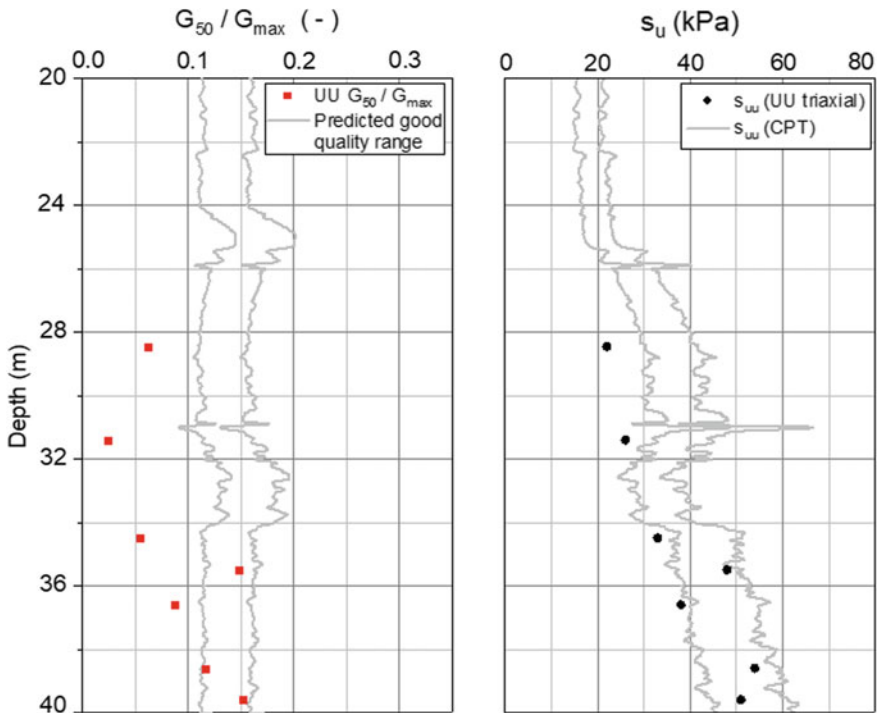 G50 / Gmax (-)
0.0 0.1 0.2 0.3
UU G50 / Gmax
Predicted good
quality range
20
24
28
32
36
40
Depth (m)
su (kPa)
0 20 40 60 80
suu (UU triaxial)
suu (CPT)